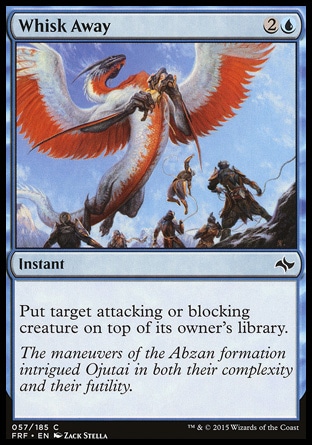 Whisk Away 2
Instant
Put target attacking or blocking
creature on top of its owner's library.
The maneuvers of the Abzan formation
intrigued Ojutai in both their complexity
and their futility.
057/185 C
FRF • EN ZACK STELLA
™ & © 2015 Wizards of the Coast